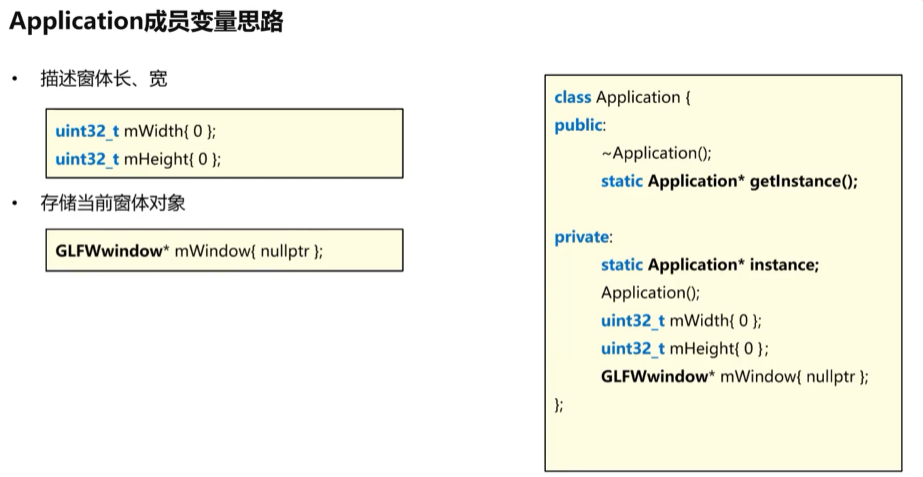 Application成员变量思路
• 描述窗体长、宽
uint32_t mWidth{ 0 };
uint32_t mHeight{ 0 };
• 存储当前窗体对象
GLFWwindow* mWindow{ nullptr };
class Application {
public:
~Application();
static Application* getInstance();
private:
static Application* instance;
Application();
uint32_t mWidth{ 0 };
uint32_t mHeight{ 0 };
GLFWwindow* mWindow{ nullptr };
};